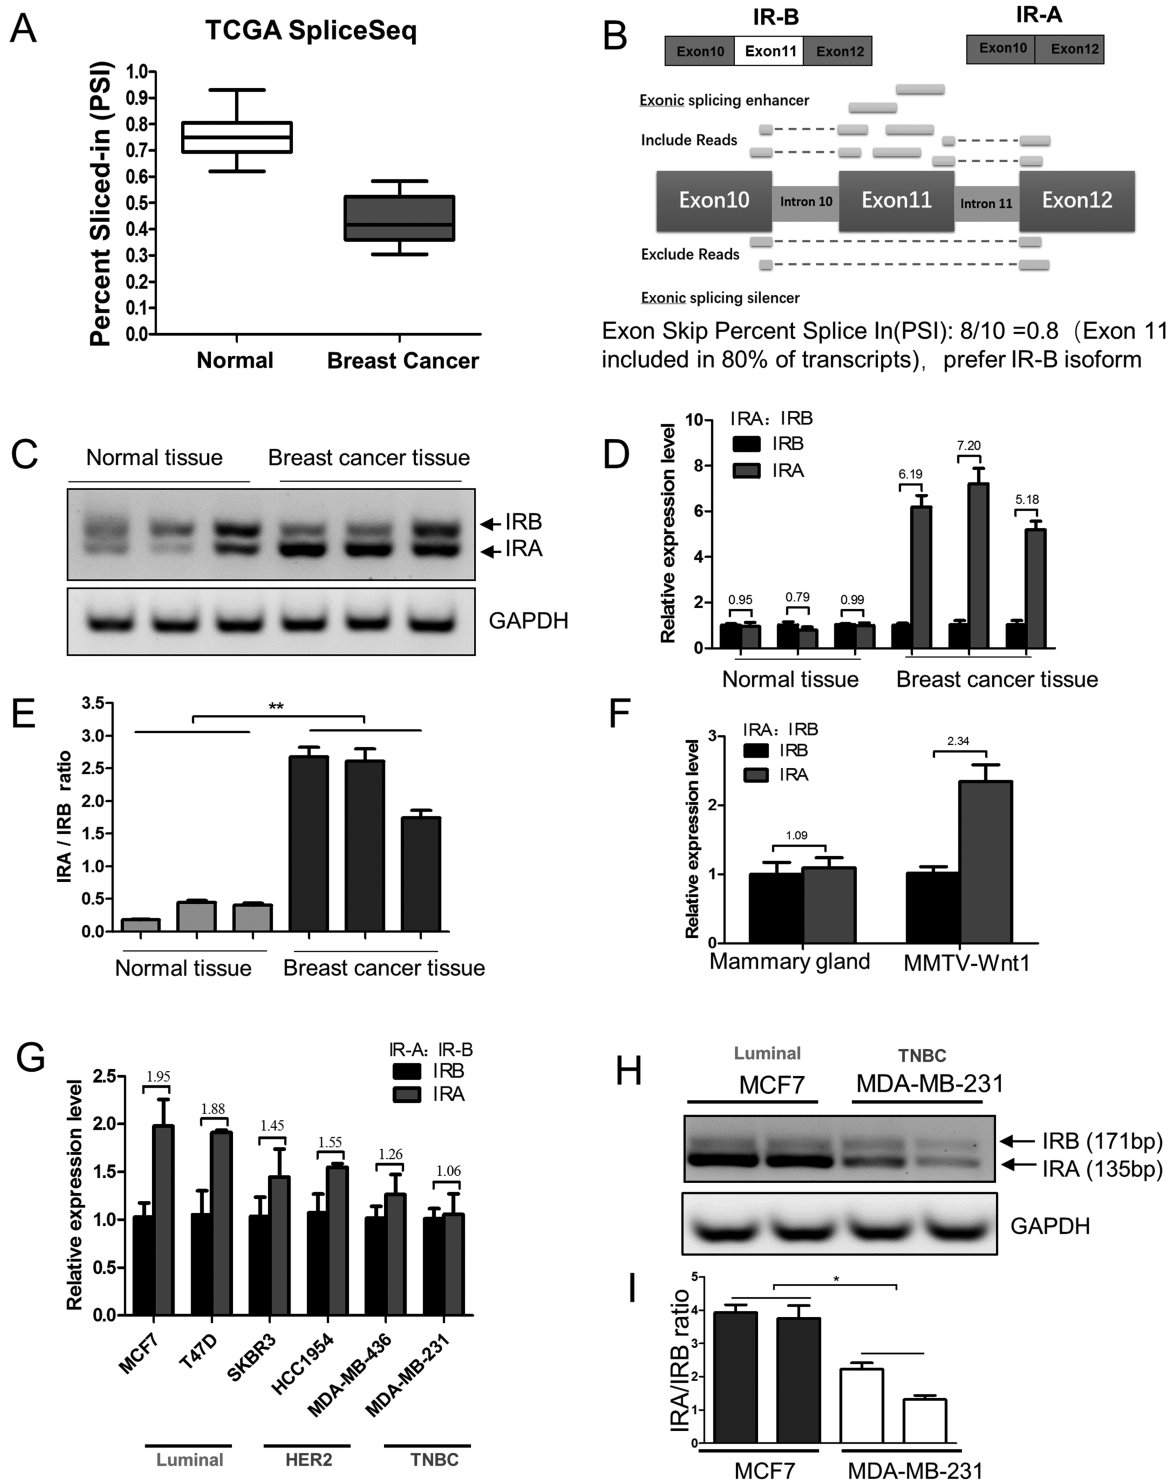 A
TCGA SpliceSeq
Percent Sliced-in (PSI)
1.0
0.9
0.8
0.7
0.6
0.5
0.4
0.3
0.2
0.1
0.0
Normal
Breast Cancer
B
IR-B
IR-A
Exon10
Exon11
Exon12
Exon10
Exon12
Exonic splicing enhancer
Include Reads
Exon10
Intron 10
Exon11
Intron 11
Exon12
Exclude Reads
Exonic splicing silencer
Exon Skip Percent Splice In(PSI): 8/10 =0.8 (Exon 11
included in 80% of transcripts), prefer IR-B isoform
C
Normal tissue
Breast cancer tissue
IRB
IRA
GAPDH
D
IRA: IRB
IRB
IRA
Relative expression level
10
8
6
4
2
0
0.95
0.79
0.99
6.19
7.20
5.18
Normal tissue
Breast cancer tissue
E
IRA / IRB ratio
3.5
3.0
2.5
2.0
1.5
1.0
0.5
0.0
**
Normal tissue
Breast cancer tissue
F
IRA: IRB
IRB
IRA
Relative expression level
3
2
1
0
1.09
2.34
Mammary gland
MMTV-Wnt1
G
IR-A: IR-B
IRB
IRA
Relative expression level
2.5
2.0
1.5
1.0
0.5
0.0
1.95
1.88
1.45
1.55
1.26
1.06
MCF7
T47D
SKBR3
HCC1954
MDA-MB-436
MDA-MB-231
Luminal
HER2
TNBC
H
Luminal
TNBC
MCF7
MDA-MB-231
IRB (171bp)
IRA (135bp)
GAPDH
I
IRA/IRB ratio
5
4
3
2
1
0
*
MCF7
MDA-MB-231